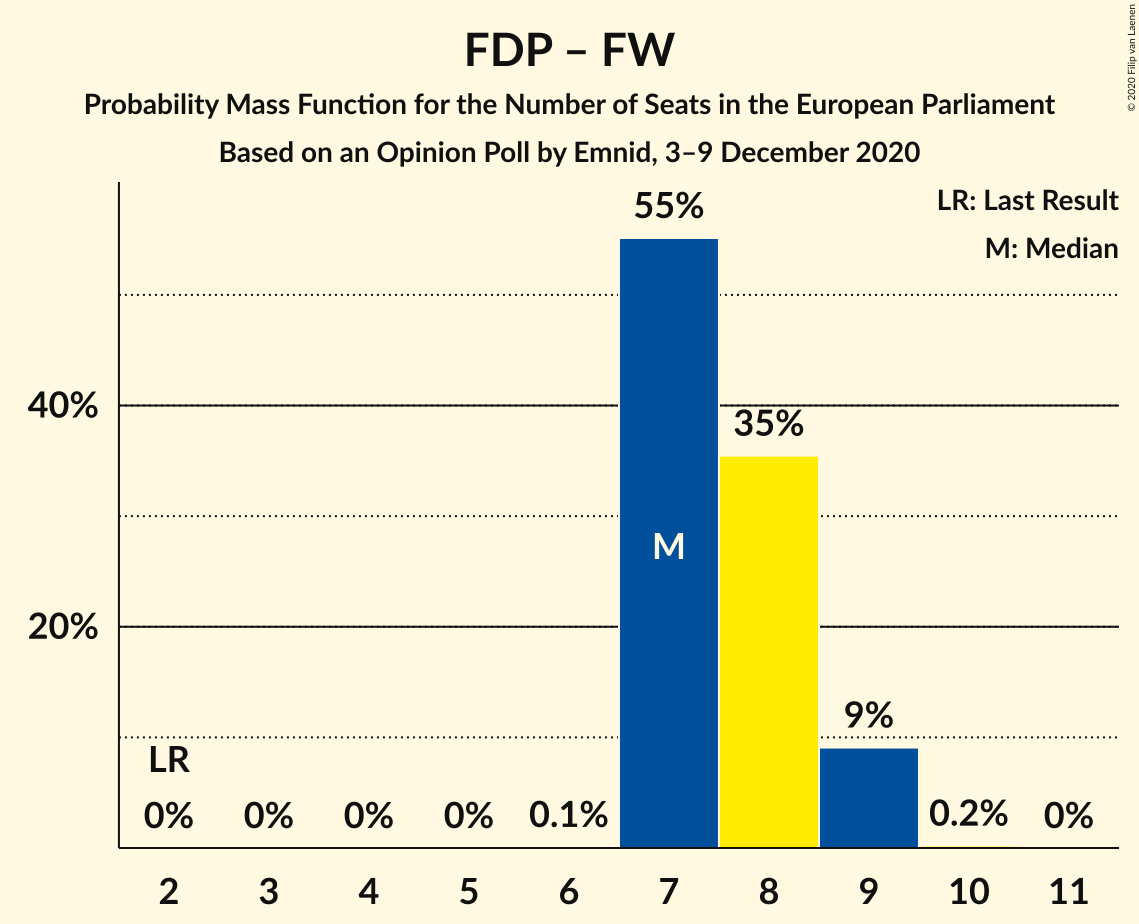 FDP – FW
Probability Mass Function for the Number of Seats in the European Parliament
Based on an Opinion Poll by Emnid, 3–9 December 2020
© 2020 Filip van Laenen
LR: Last Result
M: Median
55%
40%
35%
M
20%
9%
LR
0% 0% 0% 0% 0.1% 0.2% 0%
2 3 4 5 6 7 8 9 10 11